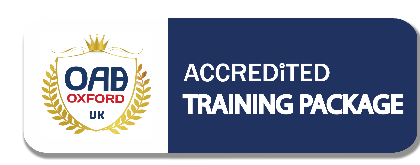 OAB
OXFORD
UK
ACCREDiTED
TRAINING PACKAGE